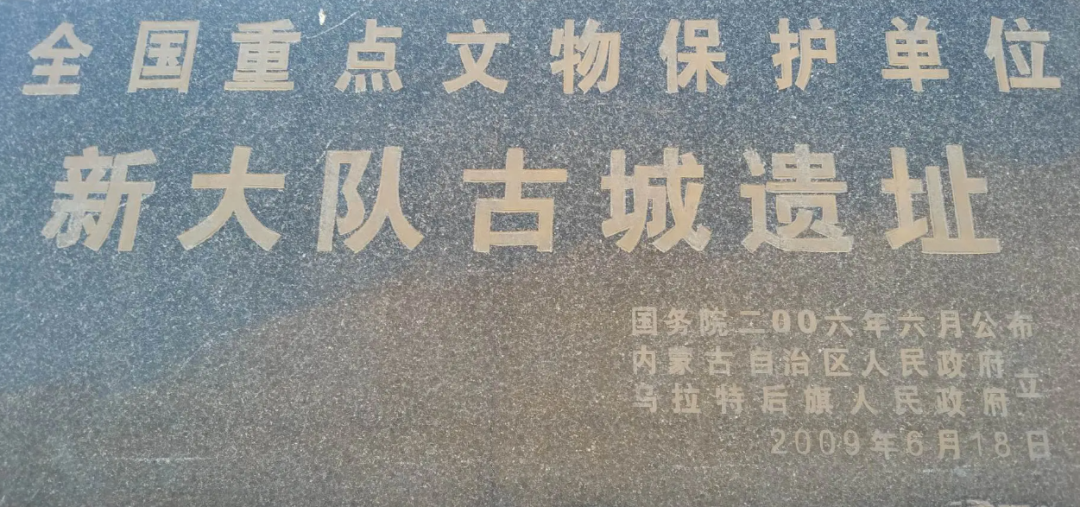 全国重点文物保护单位
新大队古城遗址
国务院二00六年六月公布
内蒙古自治区人民政府
乌拉特后旗人民政府 立
2009年6月18日